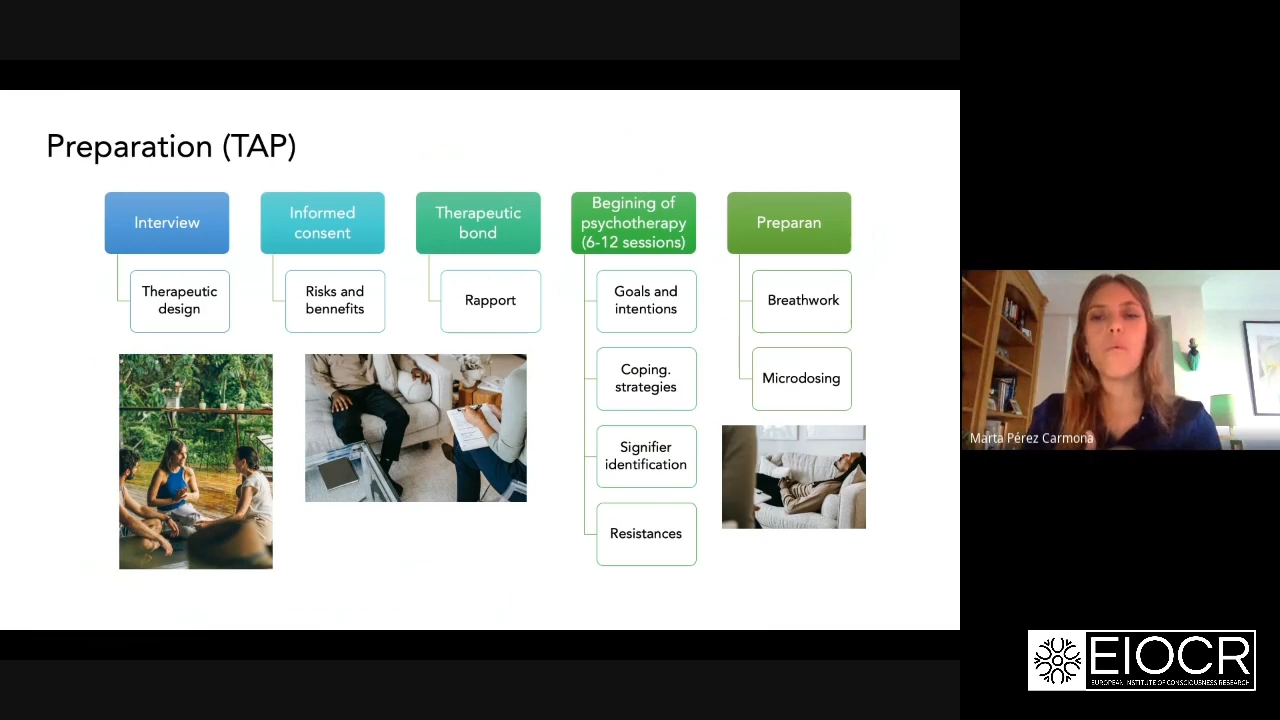 Preparation (TAP)
Interview
Therapeutic
design
Informed
consent
Risks and
bennefits
Therapeutic
bond
Rapport
Begining of
psychotherapy
(6-12 sessions)
Goals and
intentions
Coping.
strategies
Signifier
identification
Resistances
Preparan
Breathwork
Microdosing
Marta Pérez Carmona
EIOCR
EUROPEAN INSTITUTE OF CONSCIOUSNESS RESEARCH